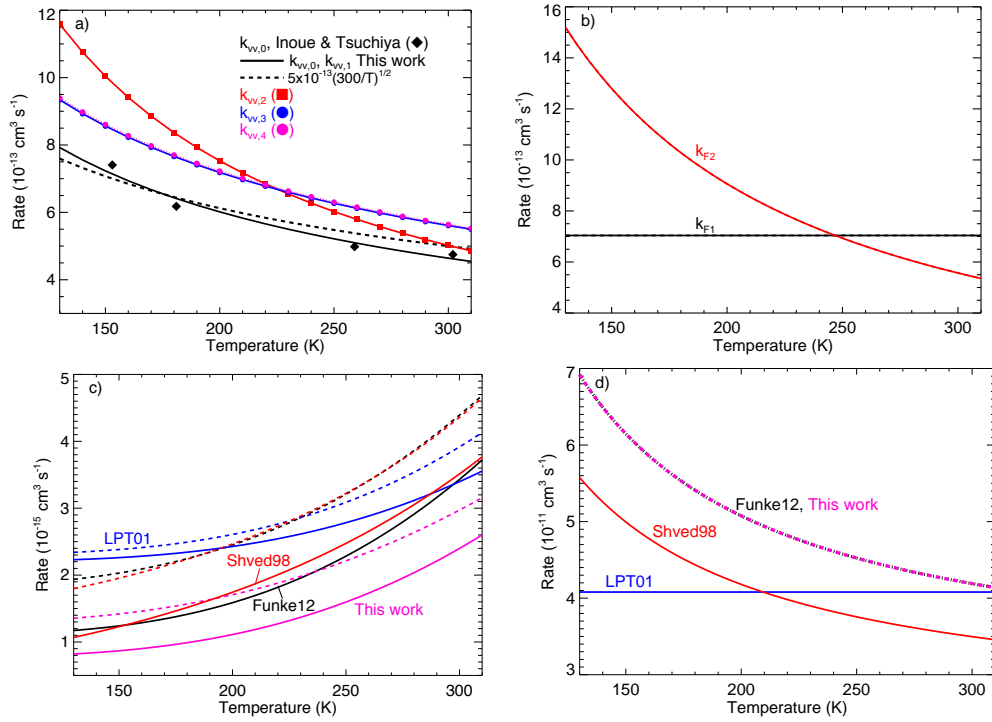 a)
k_vv,0, Inoue & Tsuchiya (◆)
k_vv,0, k_vv,1 This work
5x10^-13(300/T)^1/2
k_vv,2 (■)
k_vv,3 (●)
k_vv,4 (●)
12
10
8
6
4
Rate (10^-13 cm^3 s^-1)
150 200 250 300
Temperature (K)
b)
k_F2
k_F1
16
14
12
10
8
6
4
Rate (10^-13 cm^3 s^-1)
150 200 250 300
Temperature (K)
c)
LPT01
Shved98
Funke12
This work
5
4
3
2
1
Rate (10^-15 cm^3 s^-1)
150 200 250 300
Temperature (K)
d)
Funke12, This work
Shved98
LPT01
7
6
5
4
3
Rate (10^-11 cm^3 s^-1)
150 200 250 300
Temperature (K)